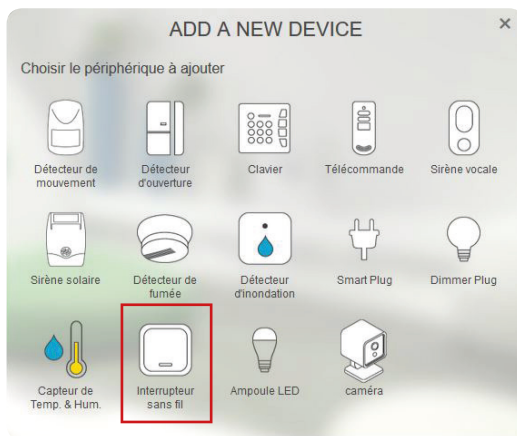 ADD A NEW DEVICE
×
Choisir le périphérique à ajouter
Détecteur de
mouvement
Détecteur
d'ouverture
Clavier
Télécommande
Sirène vocale
Sirène solaire
Détecteur de
fumée
Détecteur
d'inondation
Smart Plug
Dimmer Plug
Capteur de
Temp. & Hum.
Interrupteur
sans fil
Ampoule LED
caméra